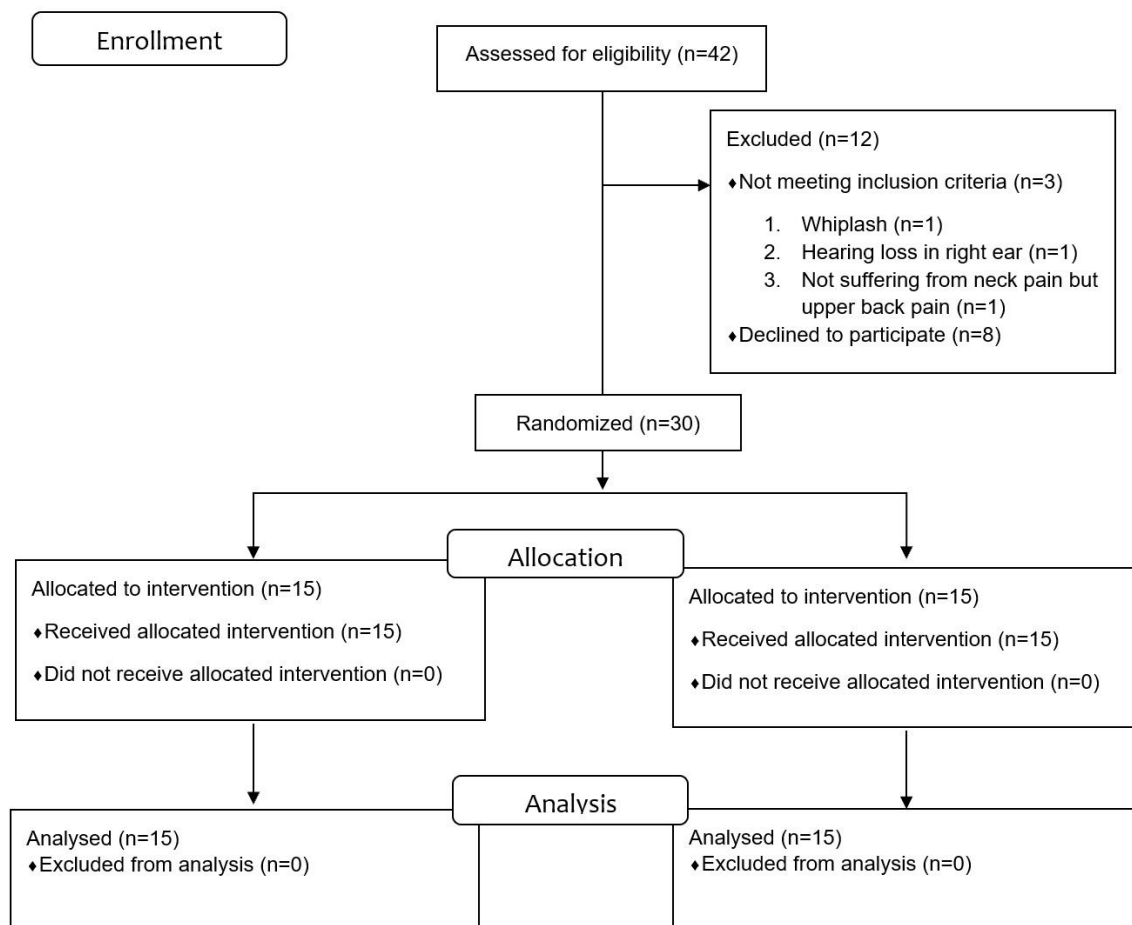 Enrollment
Assessed for eligibility (n=42)
Excluded (n=12)
♦Not meeting inclusion criteria (n=3)
1. Whiplash (n=1)
2. Hearing loss in right ear (n=1)
3. Not suffering from neck pain but
upper back pain (n=1)
♦Declined to participate (n=8)
Randomized (n=30)
Allocation
Allocated to intervention (n=15)
♦Received allocated intervention (n=15)
♦Did not receive allocated intervention (n=0)
Allocated to intervention (n=15)
♦Received allocated intervention (n=15)
♦Did not receive allocated intervention (n=0)
Analysis
Analysed (n=15)
♦Excluded from analysis (n=0)
Analysed (n=15)
♦Excluded from analysis (n=0)